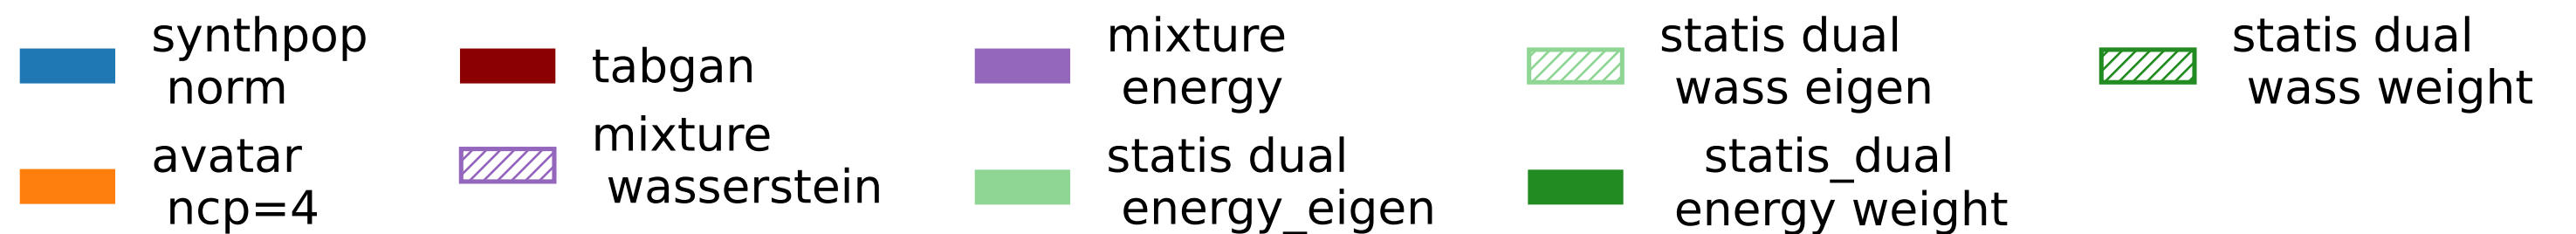 synthpop
norm
avatar
ncp=4
tabgan
mixture
wasserstein
mixture
energy
statis dual
energy_eigen
statis dual
wass eigen
statis_dual
energy weight
statis dual
wass weight